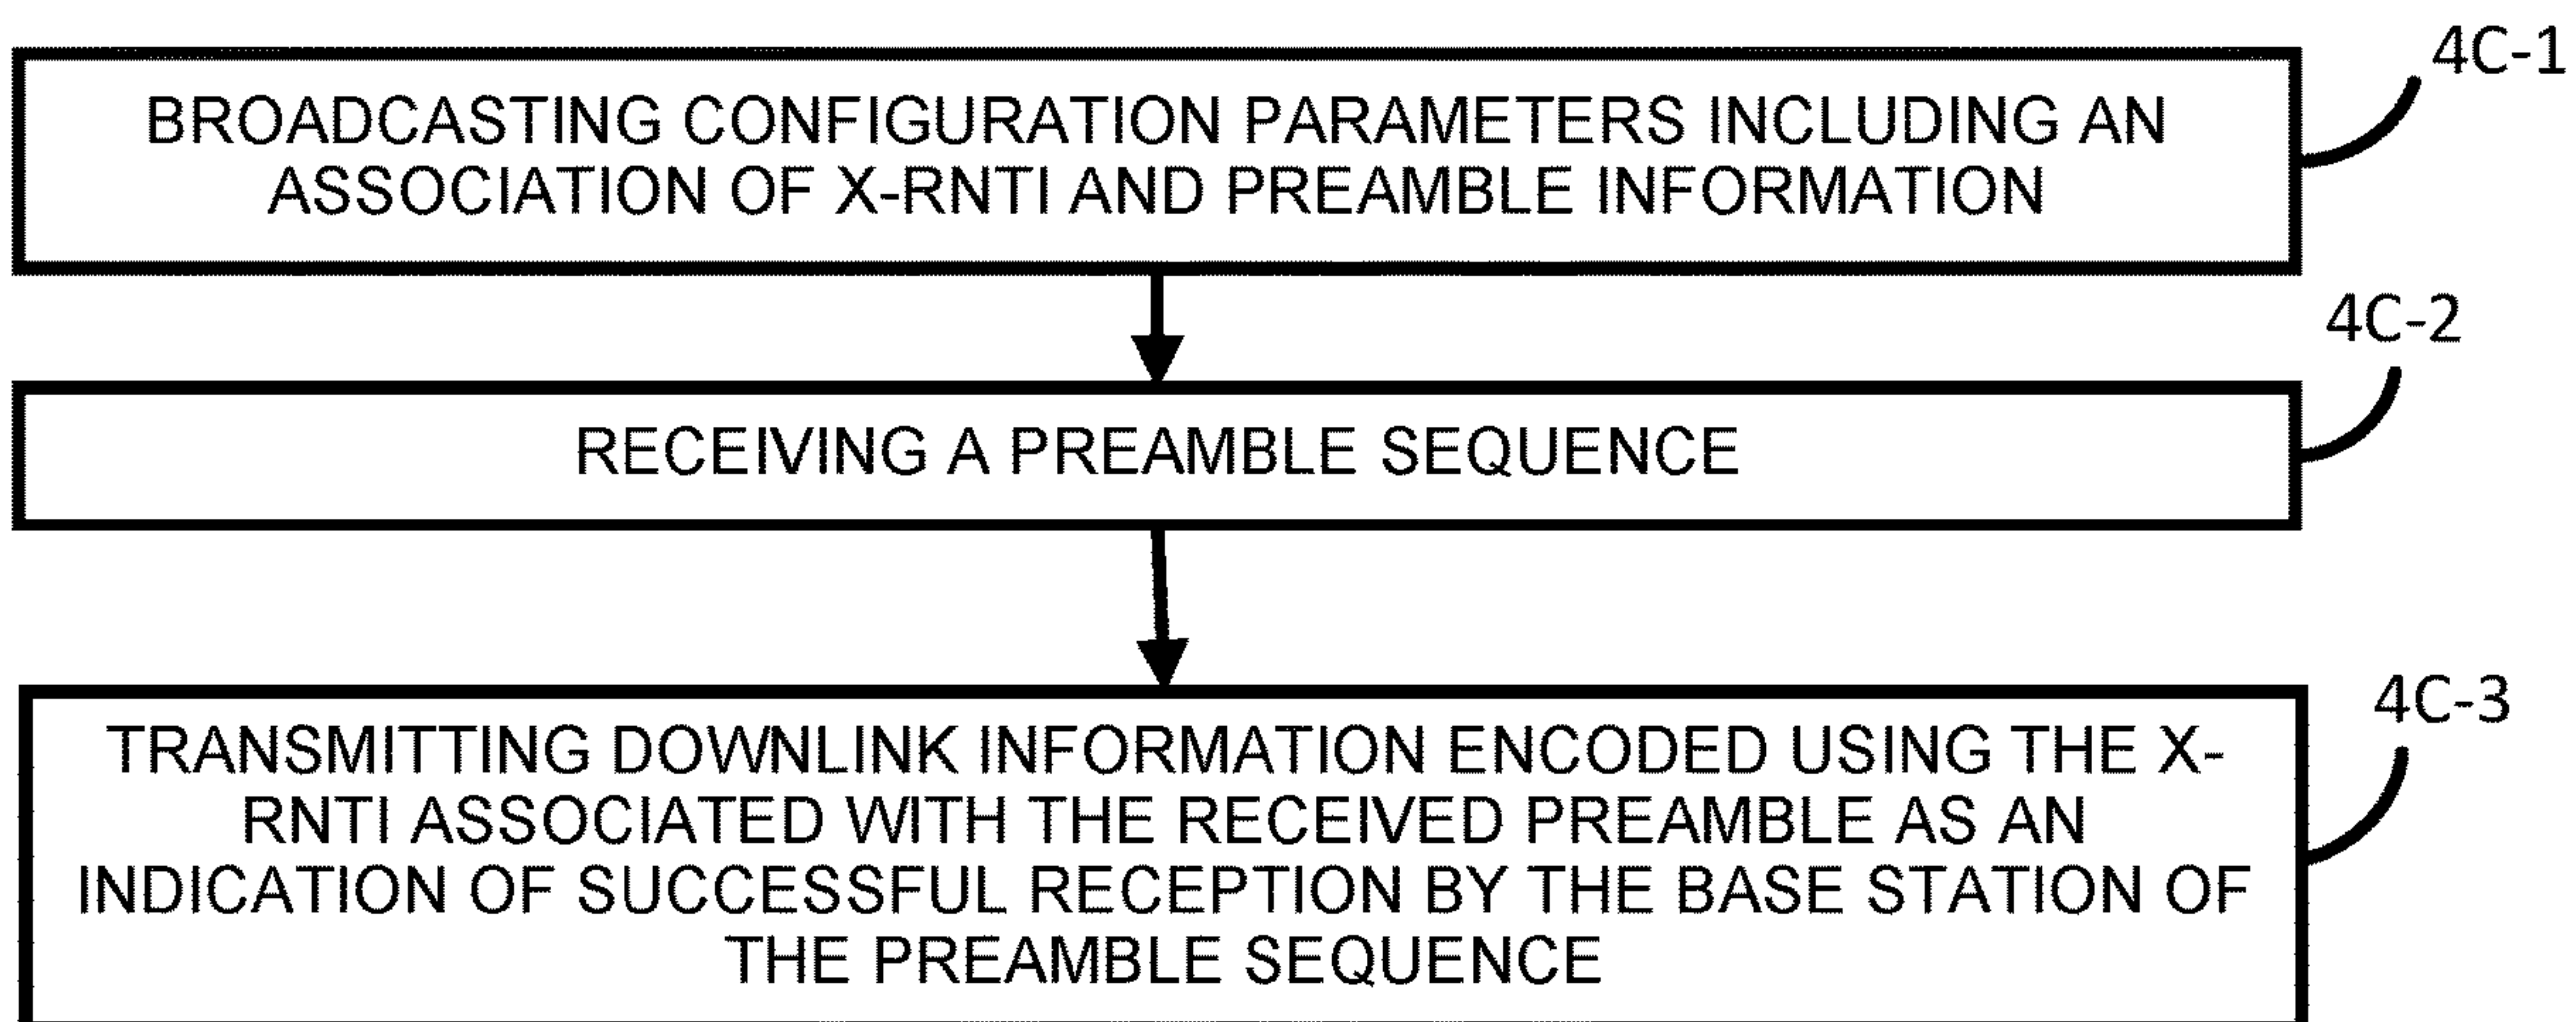 4C-1
BROADCASTING CONFIGURATION PARAMETERS INCLUDING AN
ASSOCIATION OF X-RNTI AND PREAMBLE INFORMATION
4C-2
RECEIVING A PREAMBLE SEQUENCE
4C-3
TRANSMITTING DOWNLINK INFORMATION ENCODED USING THE X-
RNTI ASSOCIATED WITH THE RECEIVED PREAMBLE AS AN
INDICATION OF SUCCESSFUL RECEPTION BY THE BASE STATION OF
THE PREAMBLE SEQUENCE